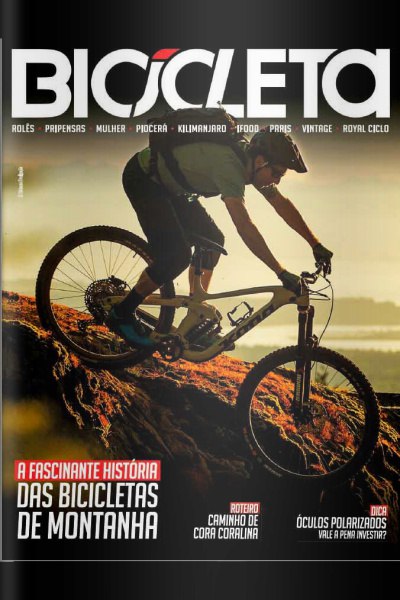 BICICLETA
ROLÊS • PRIPENSAS • MULHER • PIOCERÁ • KILIMANJARO • IFOOD • PARIS • VINTAGE • ROYAL CICLO
A FASCINANTE HISTÓRIA
DAS BICICLETAS
DE MONTANHA
ROTEIRO
CAMINHO DE
CORA CORALINA
DICA
ÓCULOS POLARIZADOS
VALE A PENA INVESTIR?